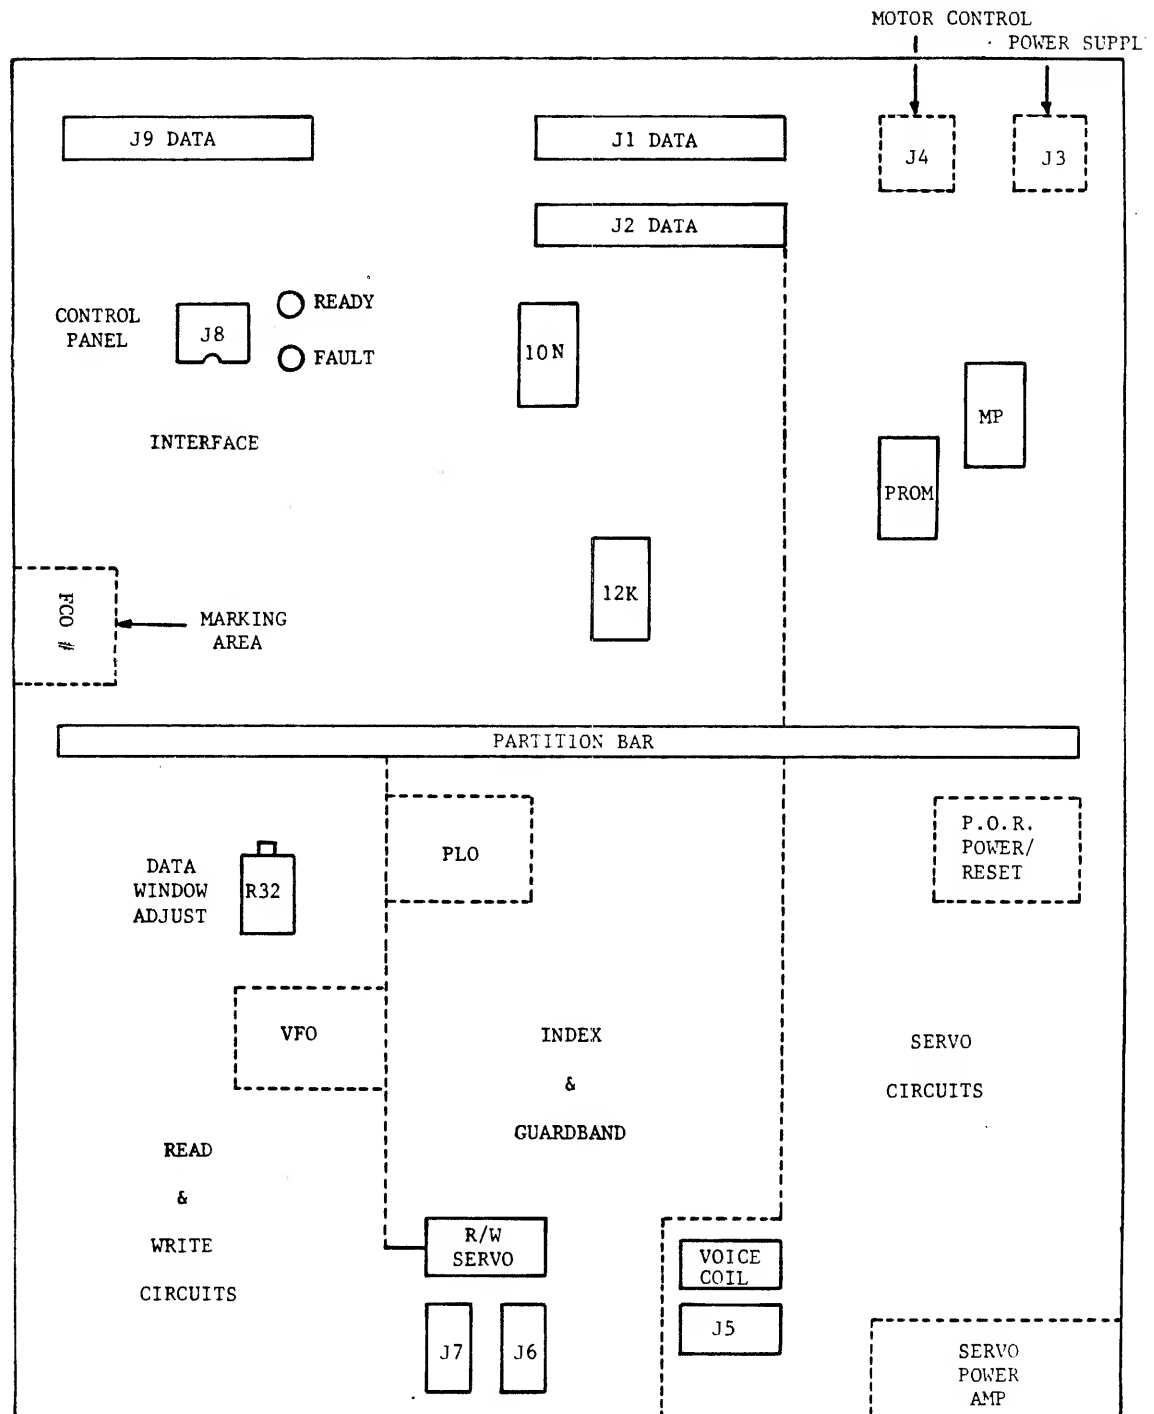 MOTOR CONTROL
POWER SUPPL
J9 DATA
J1 DATA
J4
J3
J2 DATA
CONTROL
PANEL
J8
READY
FAULT
10N
MP
INTERFACE
PROM
12K
FCO #
MARKING
AREA
PARTITION BAR
PLO
P.O.R.
POWER/
RESET
DATA
WINDOW
ADJUST
R32
VFO
INDEX
&
GUARDBAND
SERVO
CIRCUITS
READ
&
WRITE
CIRCUITS
R/W
SERVO
VOICE
COIL
J7
J6
J5
SERVO
POWER
AMP